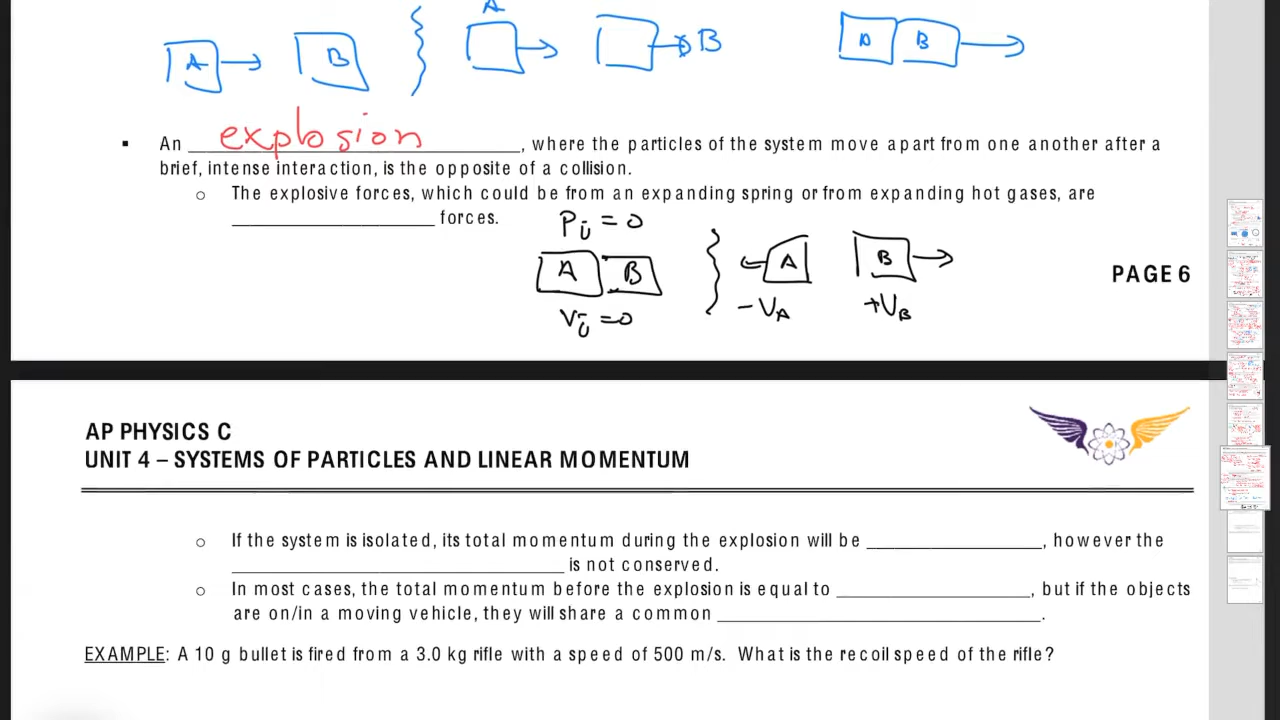 A
A
B
B
A
B
An explosion, where the particles of the system move apart from one another after a
brief, intense interaction, is the opposite of a collision.
The explosive forces, which could be from an expanding spring or from expanding hot gases, are
____________________ forces.
Pi = 0
A
B
A
B
PAGE 6
Vi = 0
-VA
+VB
AP PHYSICS C
UNIT 4 – SYSTEMS OF PARTICLES AND LINEAR MOMENTUM
If the system is isolated, its total momentum during the explosion will be _________________, however the
________________________________ is not conserved.
In most cases, the total momentum before the explosion is equal to ___________________, but if the objects
are on/in a moving vehicle, they will share a common ________________________________.
EXAMPLE: A 10 g bullet is fired from a 3.0 kg rifle with a speed of 500 m/s. What is the recoil speed of the rifle?